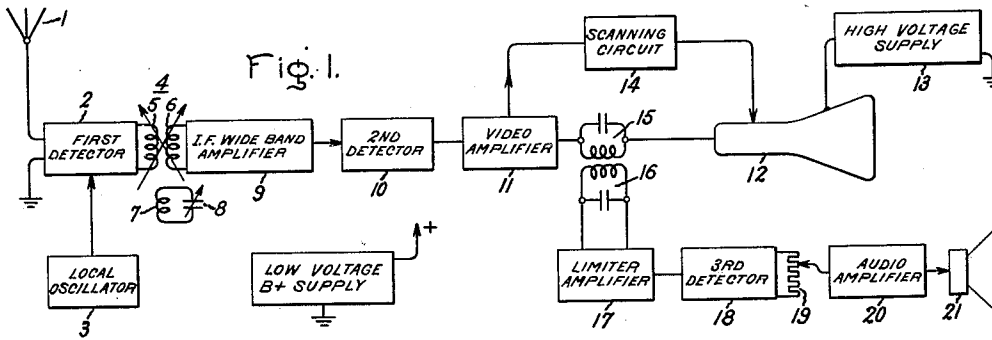 1
Fig. 1.
SCANNING
CIRCUIT
14
HIGH VOLTAGE
SUPPLY
13
2
4
5 6
FIRST
DETECTOR
I.F. WIDE BAND
AMPLIFIER
9
2ND
DETECTOR
10
VIDEO
AMPLIFIER
11
15
16
12
7
8
LOCAL
OSCILLATOR
3
+
LOW VOLTAGE
B+ SUPPLY
LIMITER
AMPLIFIER
17
3RD
DETECTOR
18
19
AUDIO
AMPLIFIER
20
21